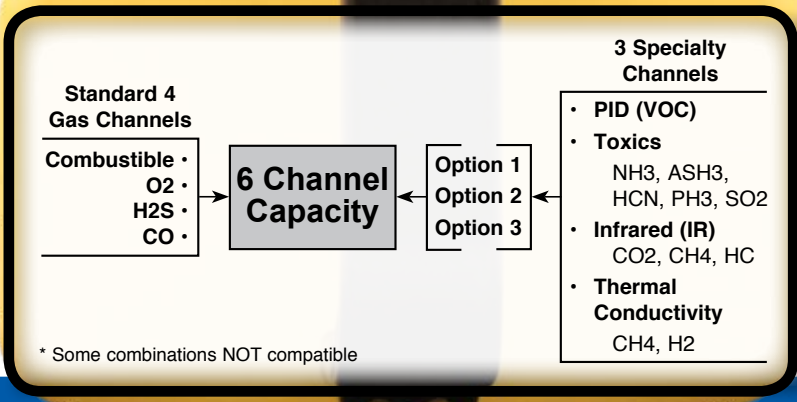 Standard 4
Gas Channels
Combustible •
O2 •
H2S •
CO •
6 Channel
Capacity
Option 1
Option 2
Option 3
3 Specialty
Channels
• PID (VOC)
• Toxics
NH3, ASH3,
HCN, PH3, SO2
• Infrared (IR)
CO2, CH4, HC
• Thermal
Conductivity
CH4, H2
* Some combinations NOT compatible